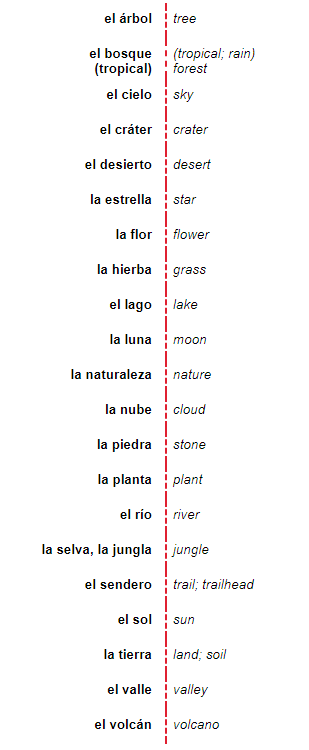 el árbol tree
el bosque (tropical; rain)
(tropical) forest
el cielo sky
el cráter crater
el desierto desert
la estrella star
la flor flower
la hierba grass
el lago lake
la luna moon
la naturaleza nature
la nube cloud
la piedra stone
la planta plant
el río river
la selva, la jungla jungle
el sendero trail; trailhead
el sol sun
la tierra land; soil
el valle valley
el volcán volcano